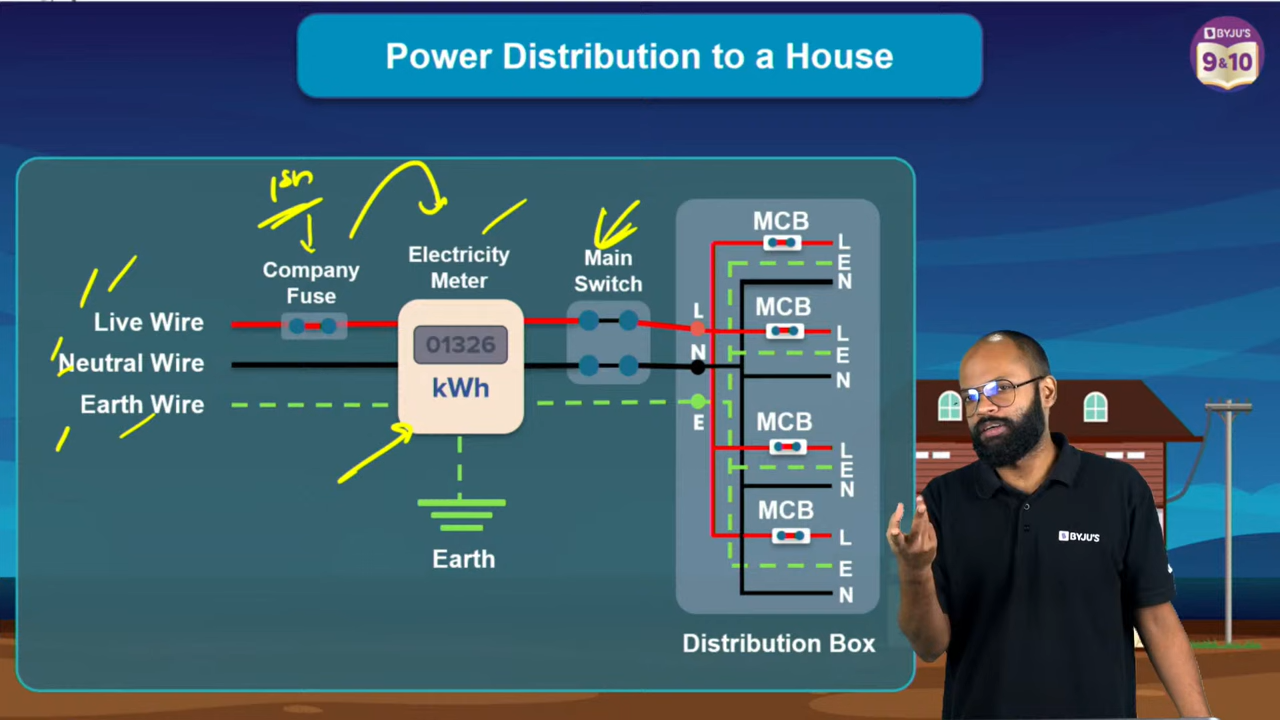 Power Distribution to a House
BYJU'S
9&10
Company
Fuse
Electricity
Meter
Main
Switch
Live Wire
Neutral Wire
Earth Wire
01326
kWh
Earth
L
N
E
MCB
L
E
N
MCB
L
E
N
MCB
L
E
N
MCB
L
E
N
Distribution Box
BYJU'S